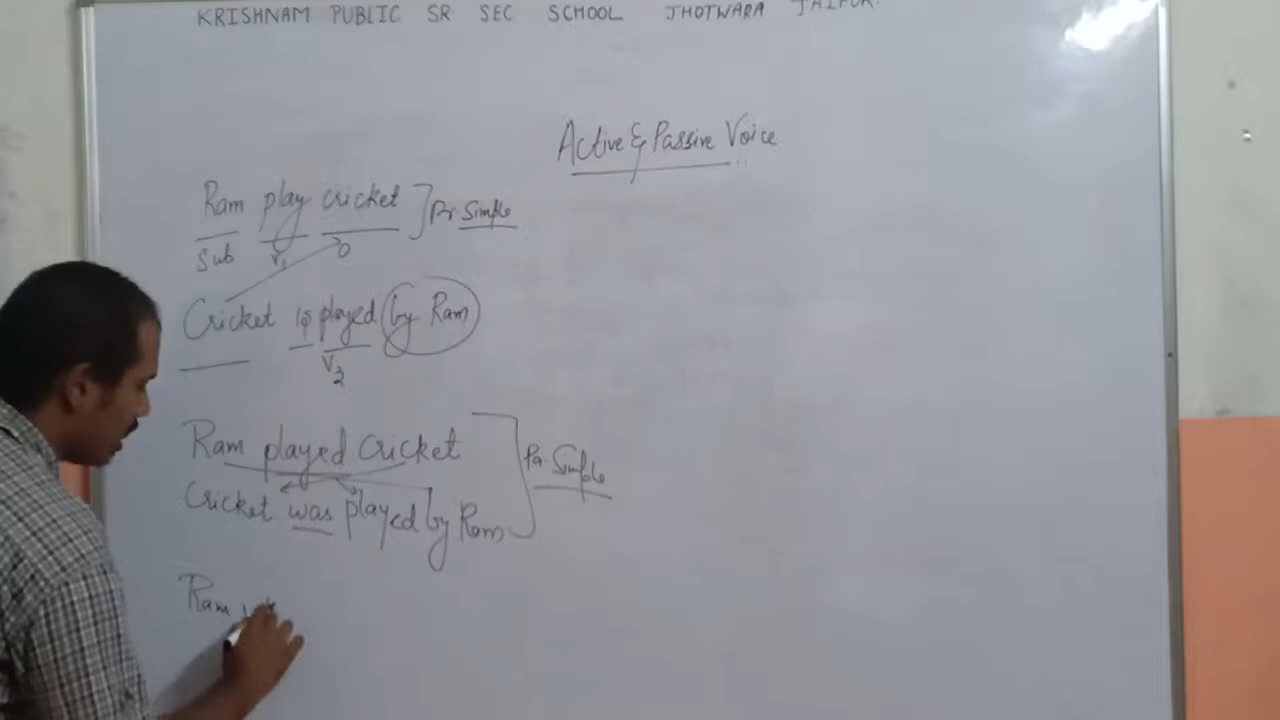 KRISHNAM PUBLIC SR SEC SCHOOL JHOTWARA JAIPUR.
Active & Passive Voice
Ram play cricket ] Pr Simple
Sub V1 O
Cricket is played by Ram
V3
Ram played Cricket
Pa. Simple
Cricket was played by Ram
Ram